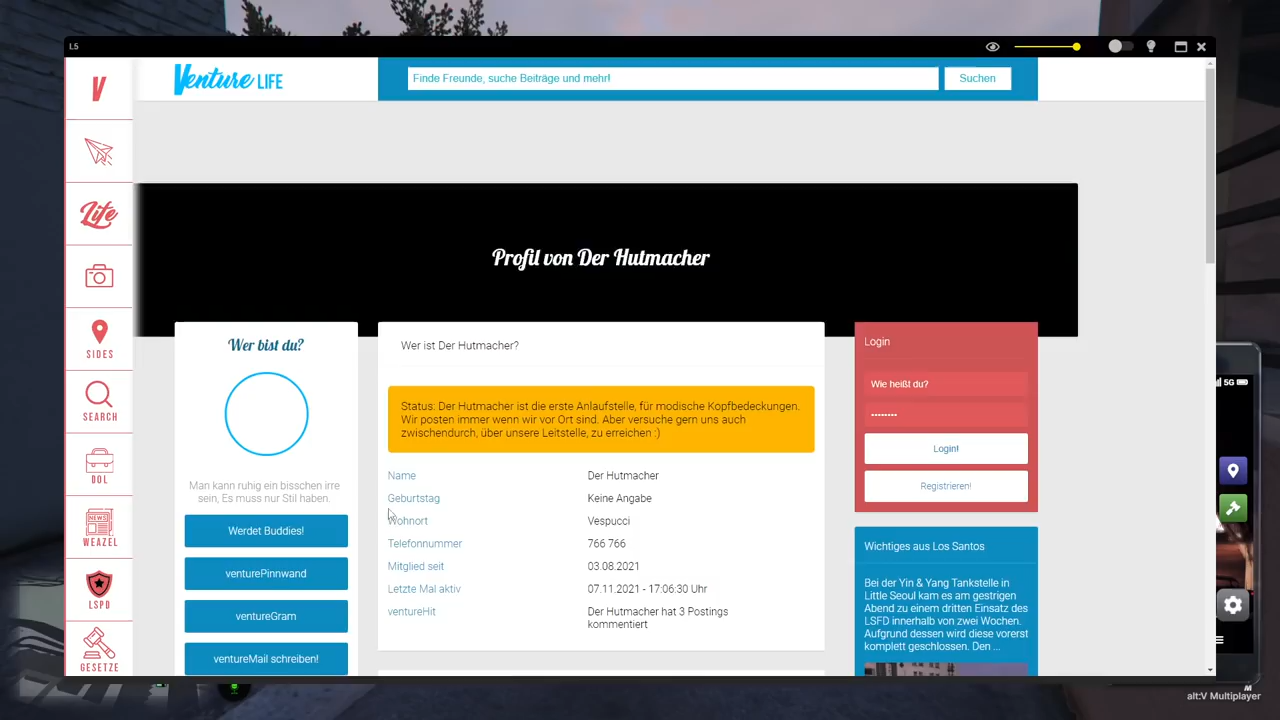 L5
V
Venture LIFE
Finde Freunde, suche Beiträge und mehr!
Suchen
Life
SIDES
SEARCH
DOL
NEWS
WEAZEL
LSPD
GESETZE
Profil von Der Hutmacher
Wer bist du?
Man kann ruhig ein bisschen irre
sein, Es muss nur Stil haben.
Werdet Buddies!
venturePinnwand
ventureGram
ventureMail schreiben!
Wer ist Der Hutmacher?
Status: Der Hutmacher ist die erste Anlaufstelle, für modische Kopfbedeckungen.
Wir posten immer wenn wir vor Ort sind. Aber versuche gern uns auch
zwischendurch, über unsere Leitstelle, zu erreichen :)
Name Der Hutmacher
Geburtstag Keine Angabe
Wohnort Vespucci
Telefonnummer 766 766
Mitglied seit 03.08.2021
Letzte Mal aktiv 07.11.2021 - 17:06:30 Uhr
ventureHit Der Hutmacher hat 3 Postings
kommentiert
Login
Wie heißt du?
Login!
Registrieren!
Wichtiges aus Los Santos
Bei der Yin & Yang Tankstelle in
Little Seoul kam es am gestrigen
Abend zu einem dritten Einsatz des
LSFD innerhalb von zwei Wochen.
Aufgrund dessen wird diese vorerst
komplett geschlossen. Den ...
5G
alt:V Multiplayer